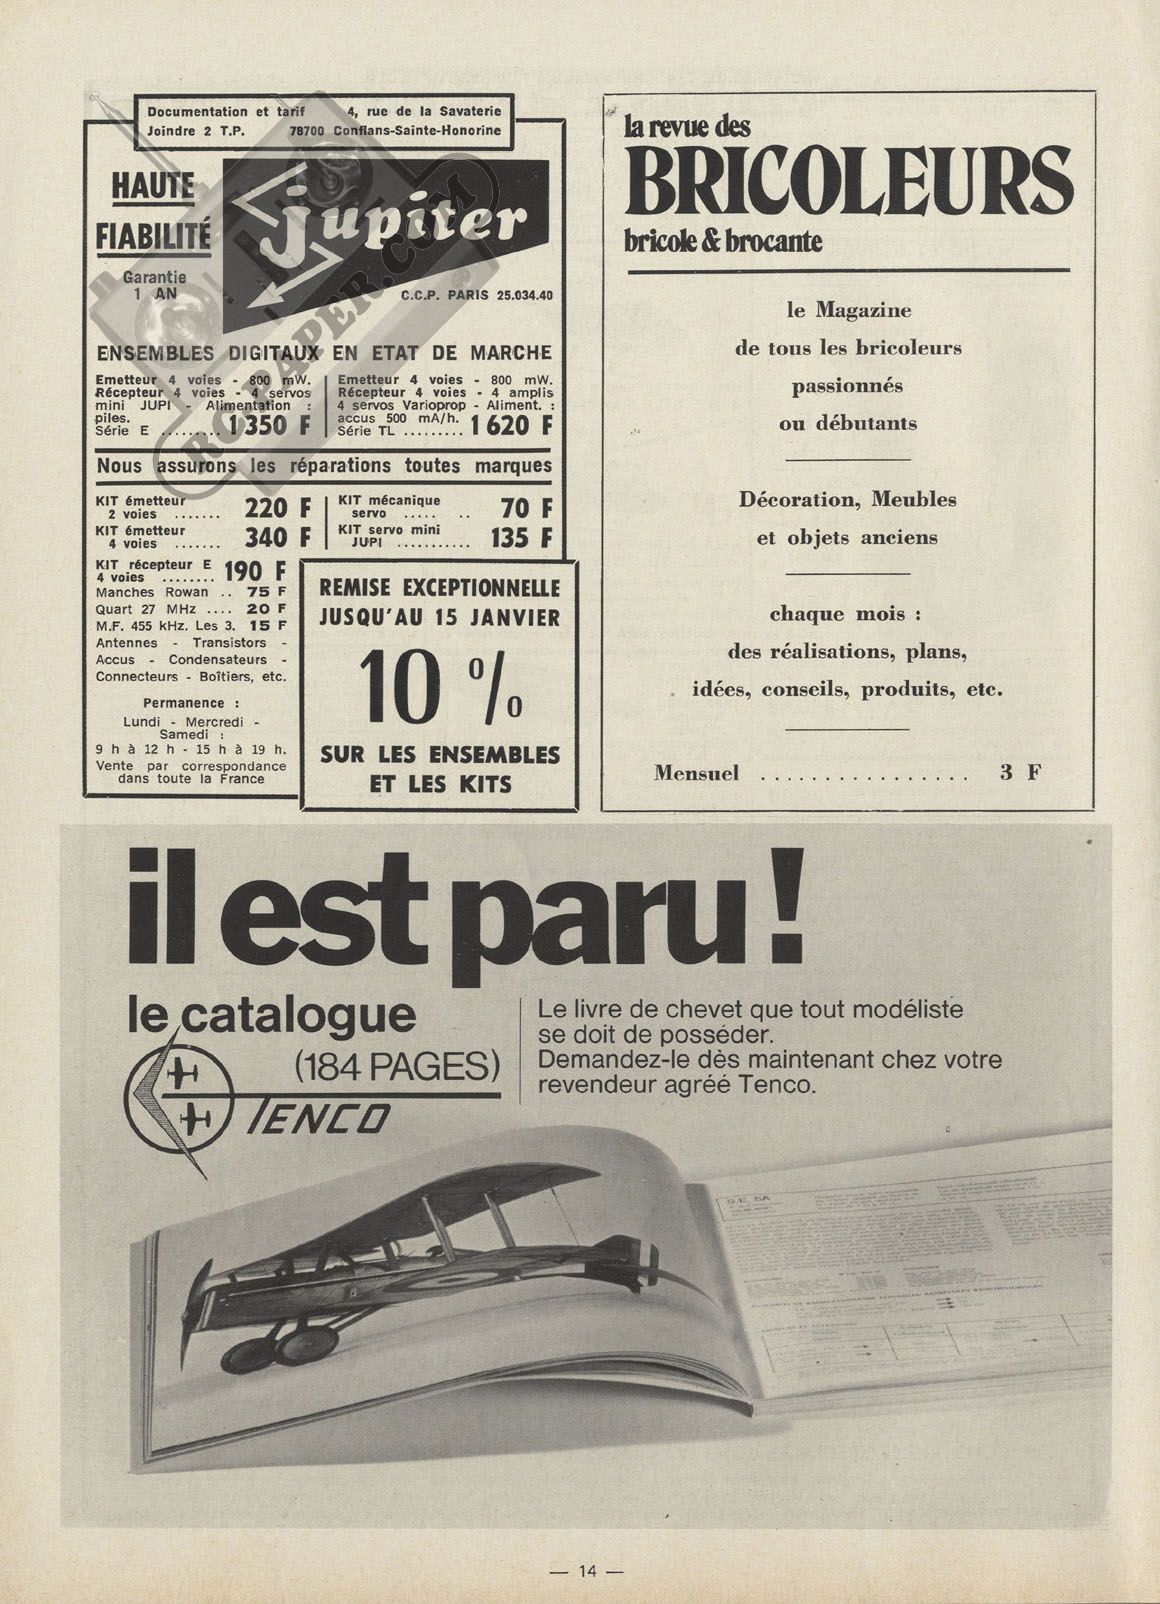 Documentation et tarif 4, rue de la Savaterie
Joindre 2 T.P. 78700 Conflans-Sainte-Honorine
HAUTE
FIABILITÉ
Garantie
1 AN
jupiter
C.C.P. PARIS 25.034.40
RCPAPER.COM
ENSEMBLES DIGITAUX EN ETAT DE MARCHE
Emetteur 4 voies - 800 mW.
Récepteur 4 voies - 4 servos
mini JUPI - Alimentation :
piles.
Série E ......... 1 350 F
Emetteur 4 voies - 800 mW.
Récepteur 4 voies - 4 amplis
4 servos Varioprop - Aliment. :
accus 500 mA/h.
Série TL ......... 1 620 F
Nous assurons les réparations toutes marques
KIT émetteur
2 voies ....... 220 F
KIT émetteur
4 voies ....... 340 F
KIT mécanique
servo ..... .. 70 F
KIT servo mini
JUPI ........... 135 F
KIT récepteur E
4 voies ........ 190 F
Manches Rowan .. 75 F
Quart 27 MHz .... 20 F
M.F. 455 kHz. Les 3. 15 F
Antennes - Transistors -
Accus - Condensateurs -
Connecteurs - Boîtiers, etc.
Permanence :
Lundi - Mercredi -
Samedi :
9 h à 12 h - 15 h à 19 h.
Vente par correspondance
dans toute la France
REMISE EXCEPTIONNELLE
JUSQU'AU 15 JANVIER
10 %
SUR LES ENSEMBLES
ET LES KITS
la revue des
BRICOLEURS
bricole & brocante
le Magazine
de tous les bricoleurs
passionnés
ou débutants
Décoration, Meubles
et objets anciens
chaque mois :
des réalisations, plans,
idées, conseils, produits, etc.
Mensuel ................ 3 F
il est paru !
le catalogue
(184 PAGES)
TENCO
Le livre de chevet que tout modéliste
se doit de posséder.
Demandez-le dès maintenant chez votre
revendeur agréé Tenco.
S.E. 5A
— 14 —